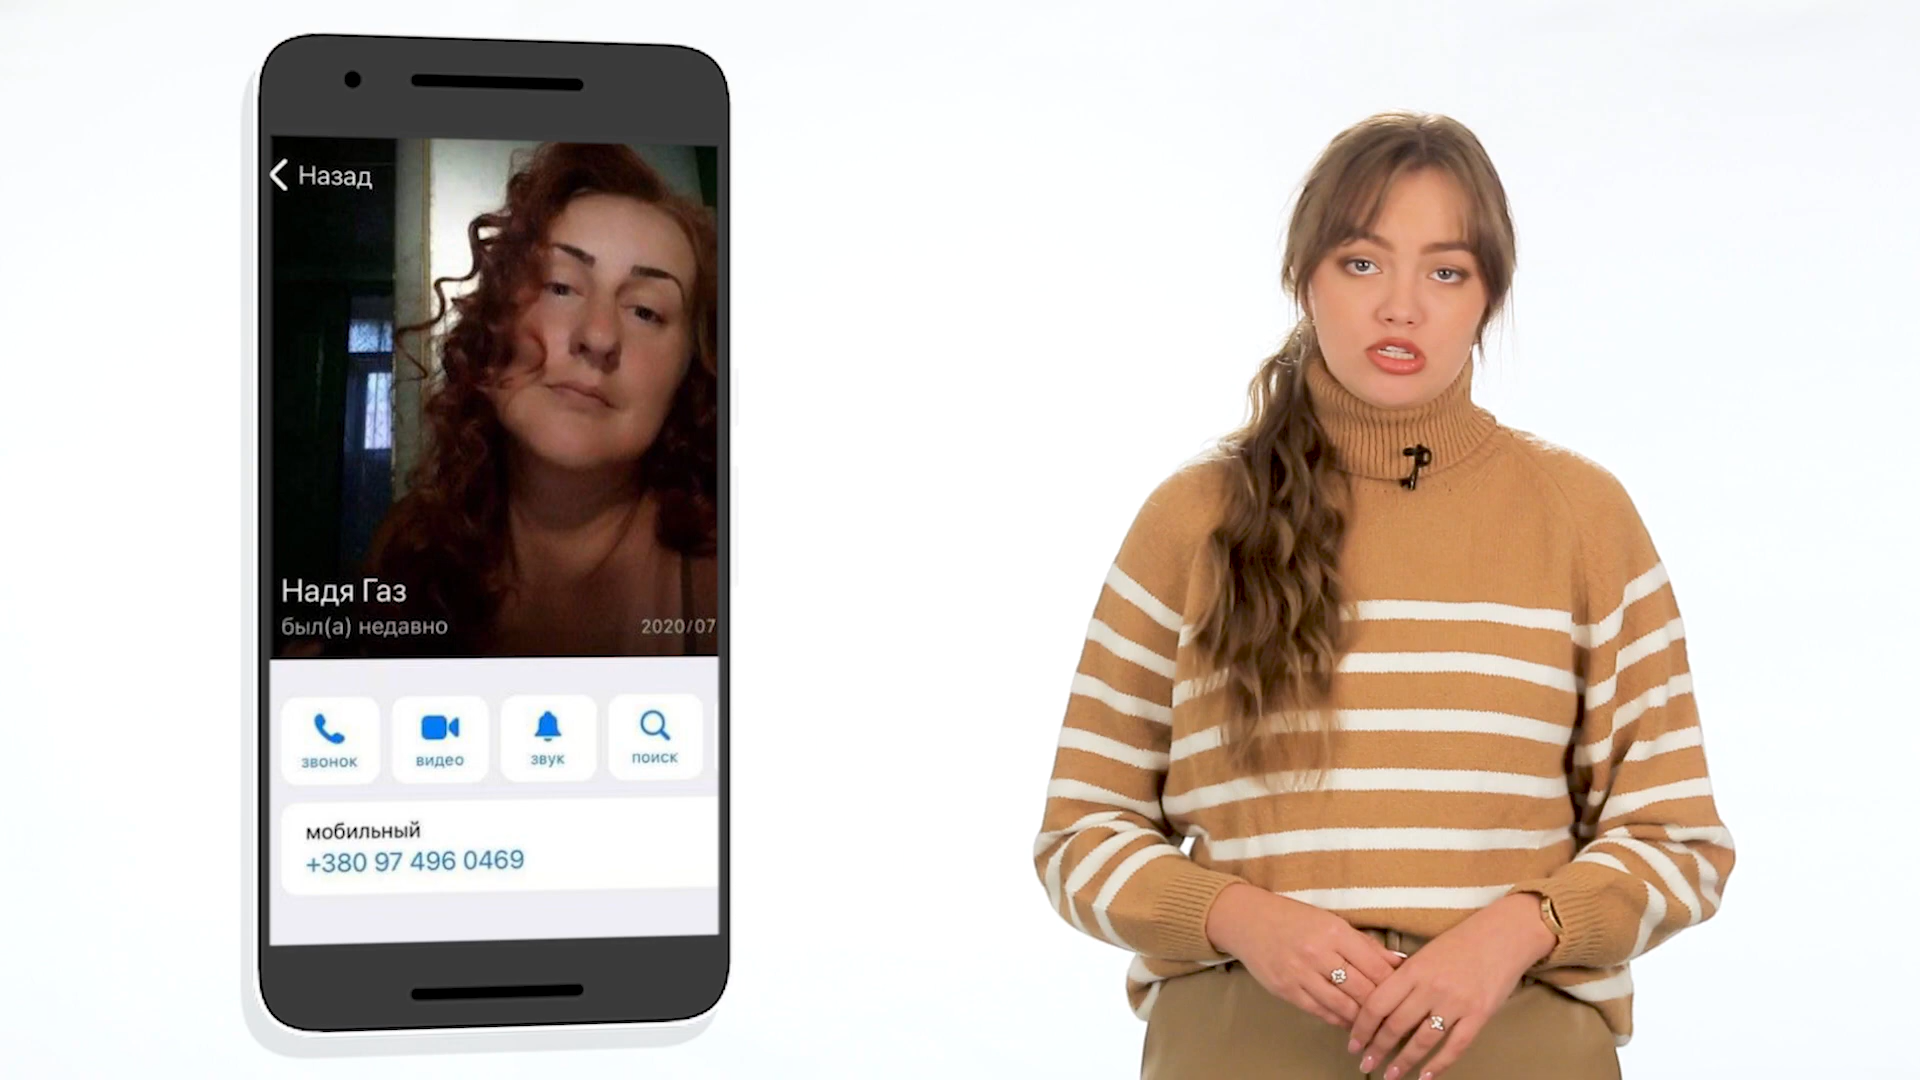 Назад
Надя Газ
был(а) недавно
2020/07
звонок
видео
звук
поиск
мобильный
+380 97 496 0469